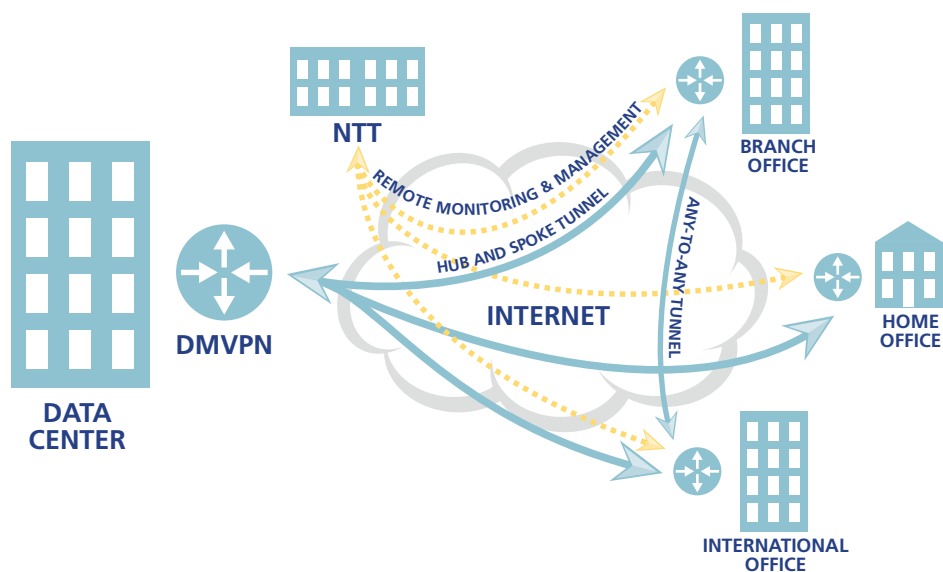 NTT
BRANCH
OFFICE
REMOTE MONITORING & MANAGEMENT
HUB AND SPOKE TUNNEL
ANY-TO-ANY TUNNEL
INTERNET
HOME
OFFICE
DMVPN
DATA
CENTER
INTERNATIONAL
OFFICE